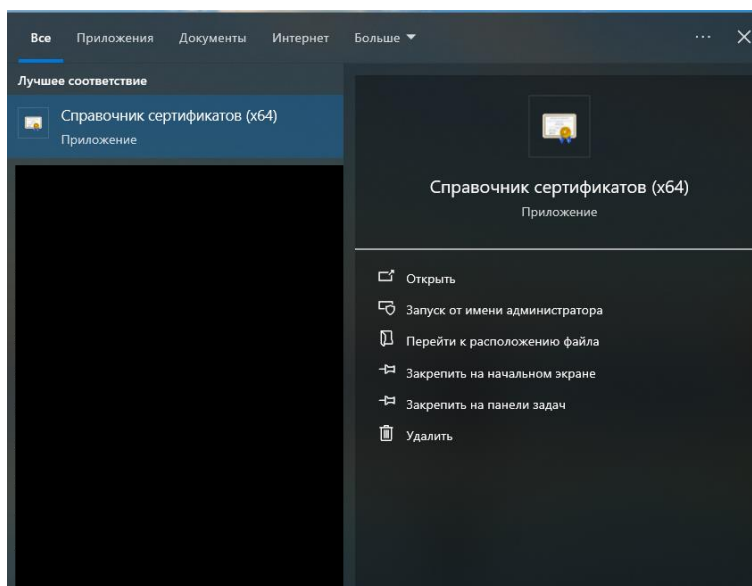 Все Приложения Документы Интернет Больше
Лучшее соответствие
Справочник сертификатов (x64)
Приложение
Справочник сертификатов (x64)
Приложение
Открыть
Запуск от имени администратора
Перейти к расположению файла
Закрепить на начальном экране
Закрепить на панели задач
Удалить